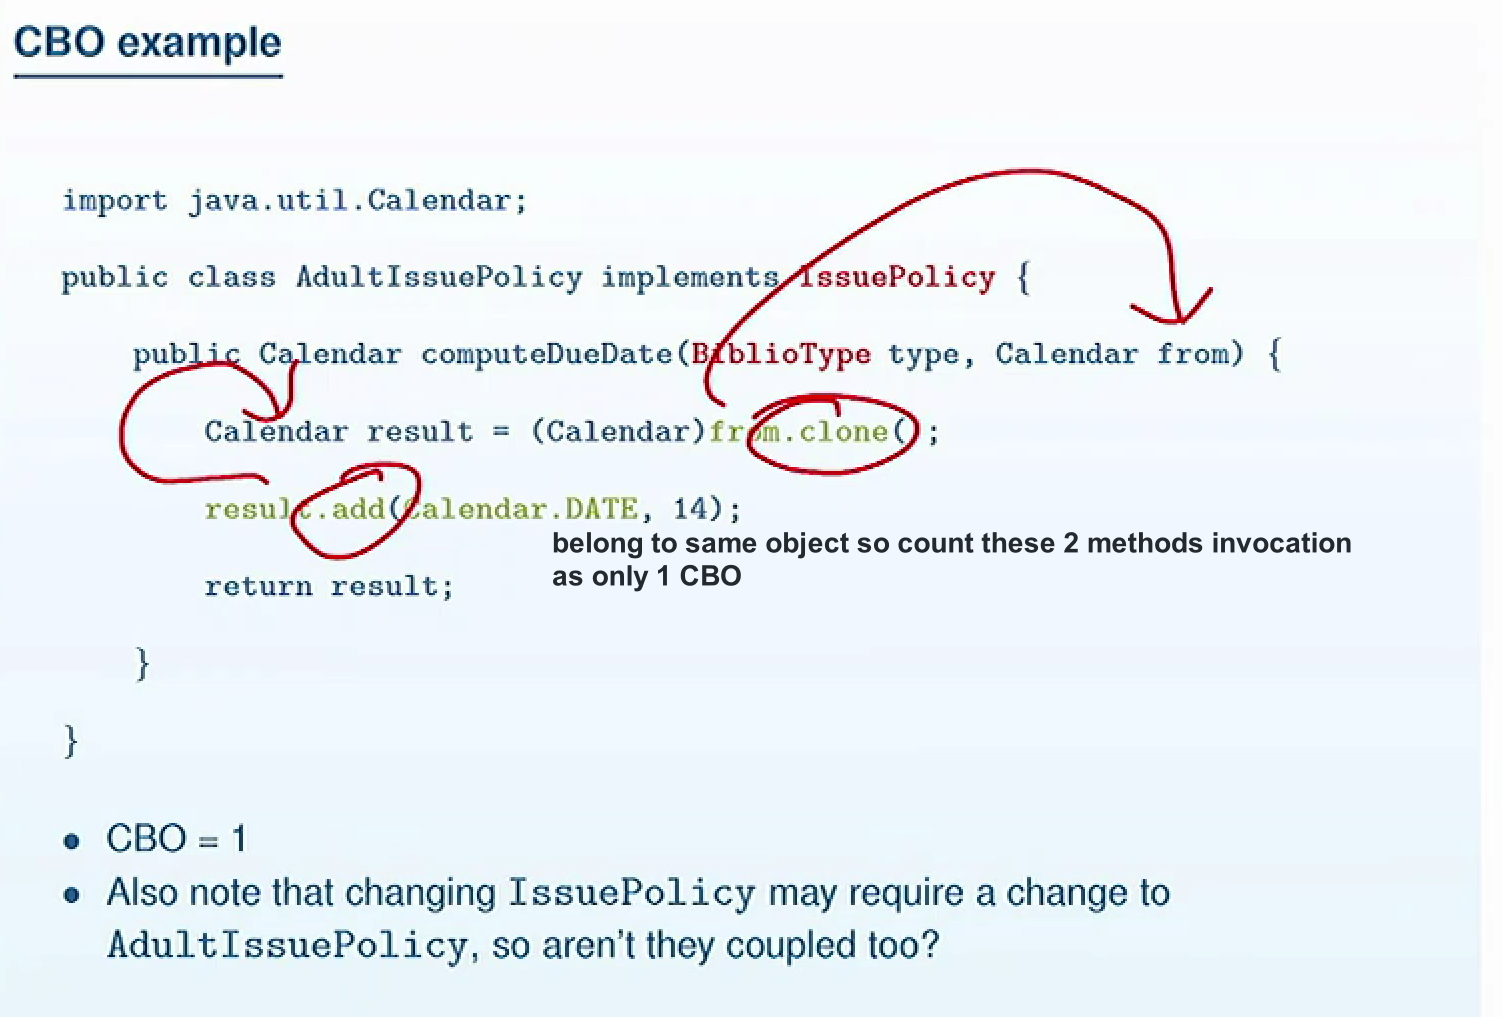 CBO example
import java.util.Calendar;
public class AdultIssuePolicy implements IssuePolicy {
public Calendar computeDueDate(BiblioType type, Calendar from) {
Calendar result = (Calendar)from.clone();
result.add(Calendar.DATE, 14);
belong to same object so count these 2 methods invocation
as only 1 CBO
return result;
}
}
• CBO = 1
• Also note that changing IssuePolicy may require a change to
AdultIssuePolicy, so aren't they coupled too?